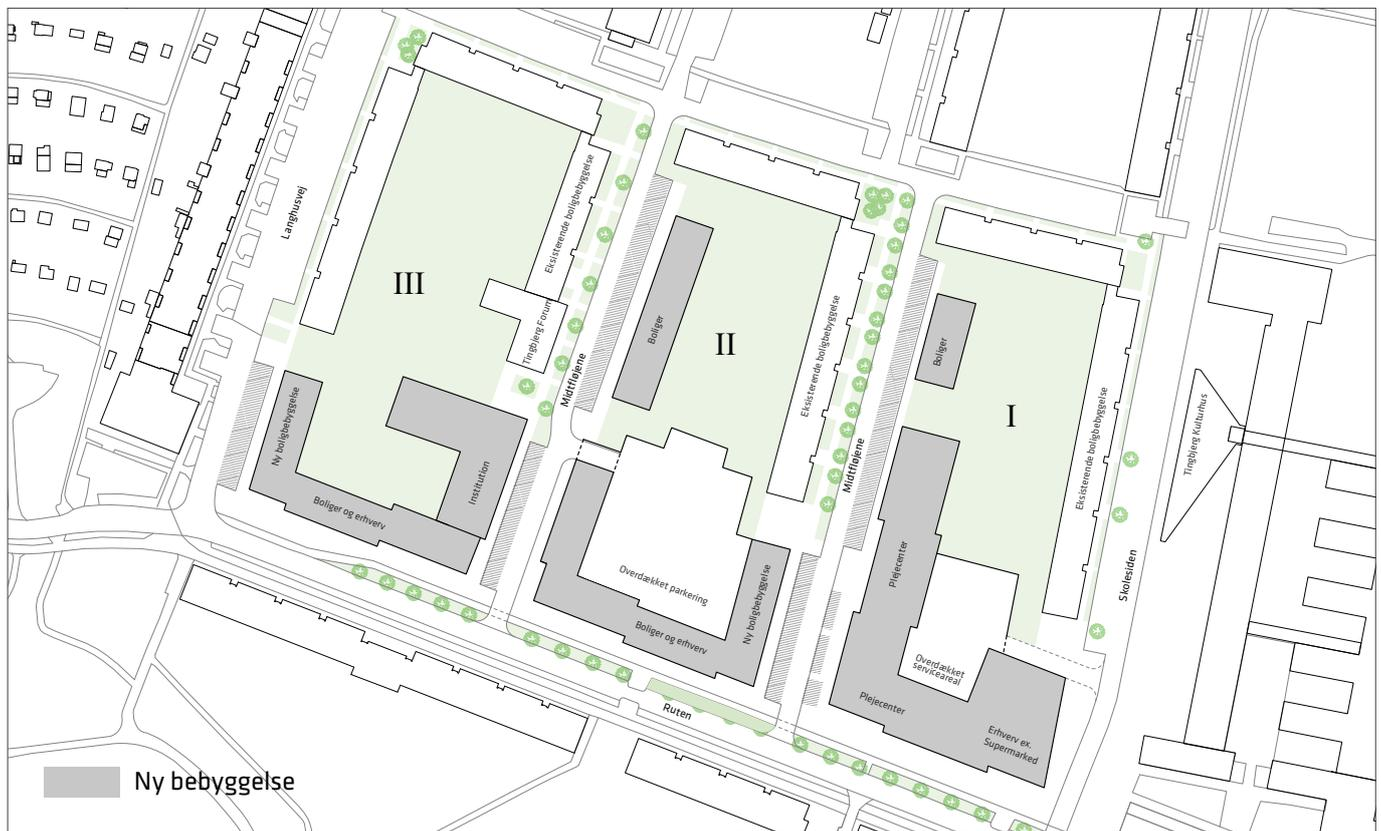 Langhusvej
III
Eksisterende boligbebyggelse
Tingbjerg Forum
Midtfløjene
Ny boligbebyggelse
Boliger og erhverv
Institution
Boliger
II
Eksisterende boligbebyggelse
Midtfløjene
Overdækket parkering
Boliger og erhverv
Ny boligbebyggelse
Boliger
I
Eksisterende boligbebyggelse
Plejecenter
Overdækket
serviceareal
Plejecenter
Erhverv ex.
Supermarked
Skolesiden
Tingbjerg Kulturhus
Ruten
Ny bebyggelse